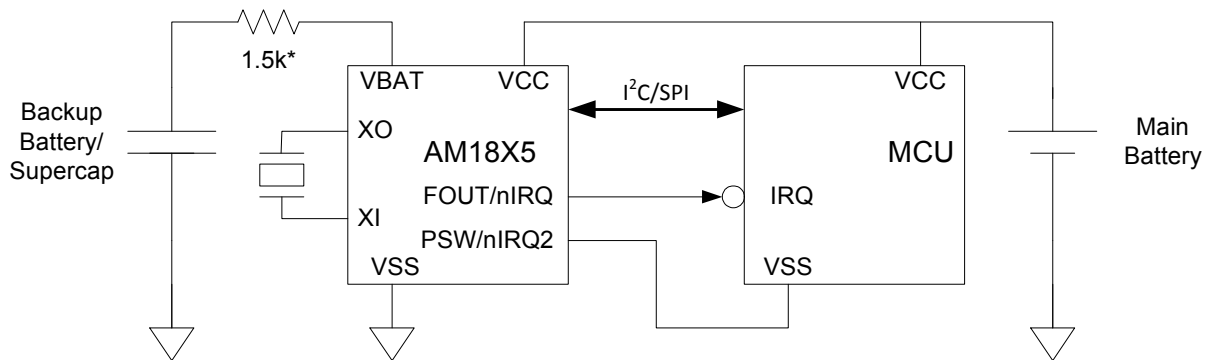 1.5k*
Backup
Battery/
Supercap
VBAT
VCC
XO
AM18X5
FOUT/nIRQ
XI
PSW/nIRQ2
VSS
I²C/SPI
VCC
MCU
IRQ
VSS
Main
Battery